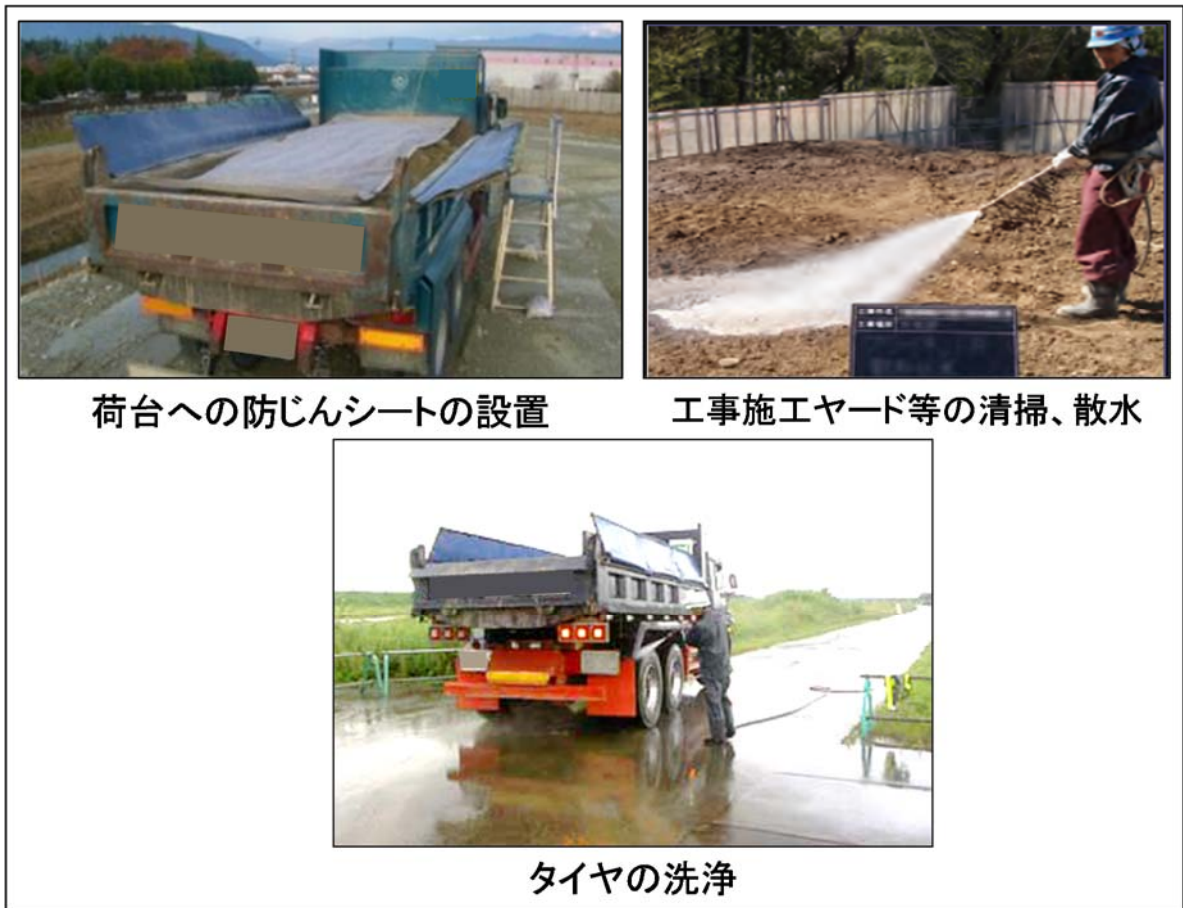 荷台への防じんシートの設置
工事施工ヤード等の清掃、散水
タイヤの洗浄